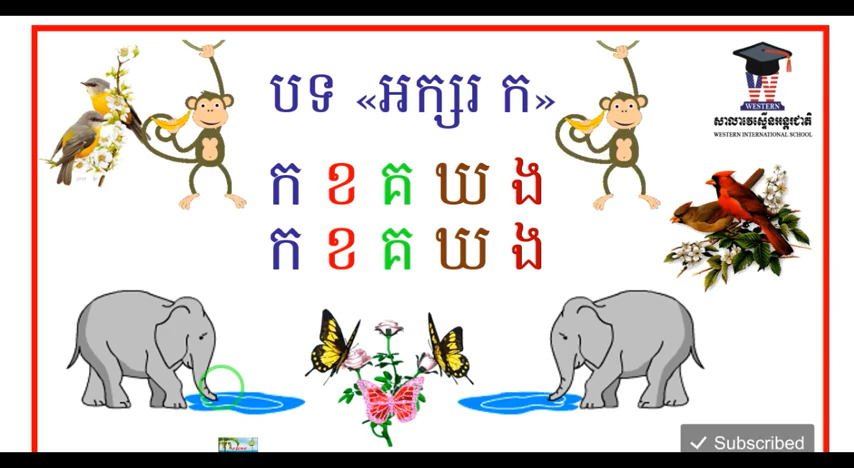 បទ «អក្សរ ក»
WESTERN
សាលាវេស្ទើនអន្តរជាតិ
WESTERN INTERNATIONAL SCHOOL
ក ខ គ ឃ ង
ក ខ គ ឃ ង
Subscribed